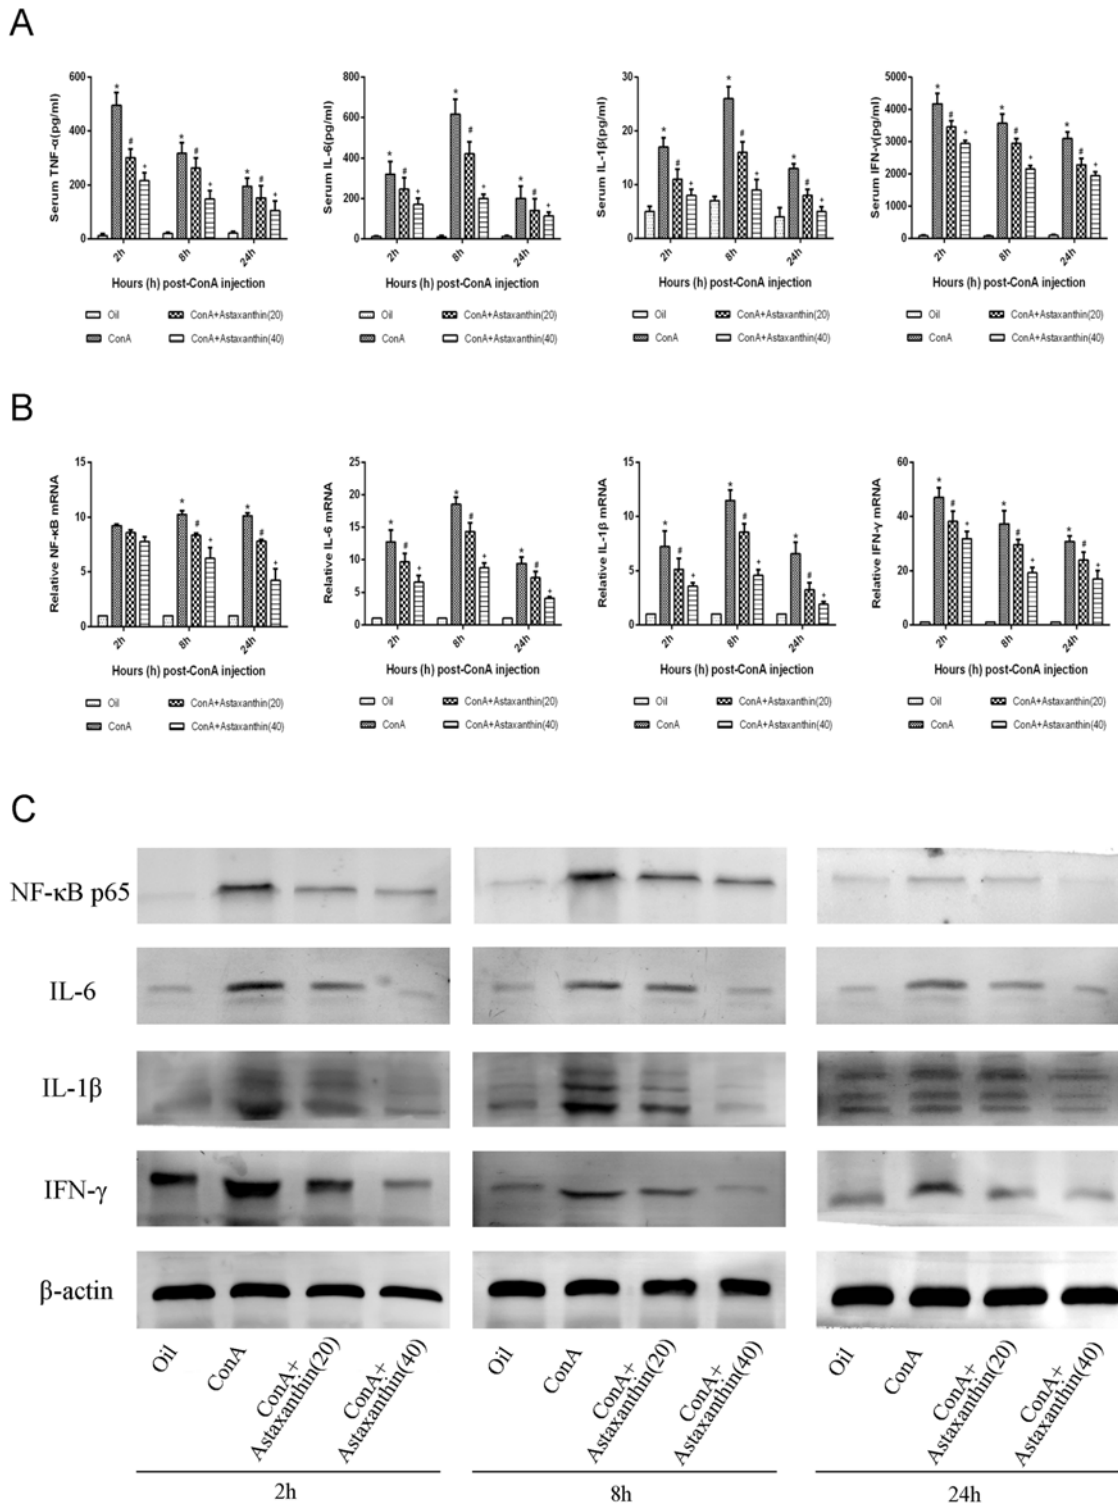 A
Serum TNF-α(pg/ml)
600
400
200
0
* # +
* # +
* # +
2h 8h 24h
Hours (h) post-ConA injection
Oil ConA+Astaxanthin(20)
ConA ConA+Astaxanthin(40)
Serum IL-6(pg/ml)
800
600
400
200
0
* # +
* # +
* # +
2h 8h 24h
Hours (h) post-ConA injection
Oil ConA+Astaxanthin(20)
ConA ConA+Astaxanthin(40)
Serum IL-1β(pg/ml)
30
20
10
0
* # +
* # +
* # +
2h 8h 24h
Hours (h) post-ConA injection
Oil ConA+Astaxanthin(20)
ConA ConA+Astaxanthin(40)
Serum IFN-γ(pg/ml)
5000
4000
3000
2000
1000
0
* # +
* # +
* # +
2h 8h 24h
Hours (h) post-ConA injection
Oil ConA+Astaxanthin(20)
ConA ConA+Astaxanthin(40)
B
Relative NF-κB mRNA
15
10
5
0
* # +
* # +
2h 8h 24h
Hours (h) post-ConA injection
Oil ConA+Astaxanthin(20)
ConA ConA+Astaxanthin(40)
Relative IL-6 mRNA
25
20
15
10
5
0
* # +
* # +
* # +
2h 8h 24h
Hours (h) post-ConA injection
Oil ConA+Astaxanthin(20)
ConA ConA+Astaxanthin(40)
Relative IL-1β mRNA
15
10
5
0
* # +
* # +
* # +
2h 8h 24h
Hours (h) post-ConA injection
Oil ConA+Astaxanthin(20)
ConA ConA+Astaxanthin(40)
Relative IFN-γ mRNA
60
40
20
0
* # +
* # +
* # +
2h 8h 24h
Hours (h) post-ConA injection
Oil ConA+Astaxanthin(20)
ConA ConA+Astaxanthin(40)
C
NF-κB p65
IL-6
IL-1β
IFN-γ
β-actin
Oil
ConA
ConA+
Astaxanthin(20)
ConA+
Astaxanthin(40)
Oil
ConA
ConA+
Astaxanthin(20)
ConA+
Astaxanthin(40)
Oil
ConA
ConA+
Astaxanthin(20)
ConA+
Astaxanthin(40)
2h 8h 24h